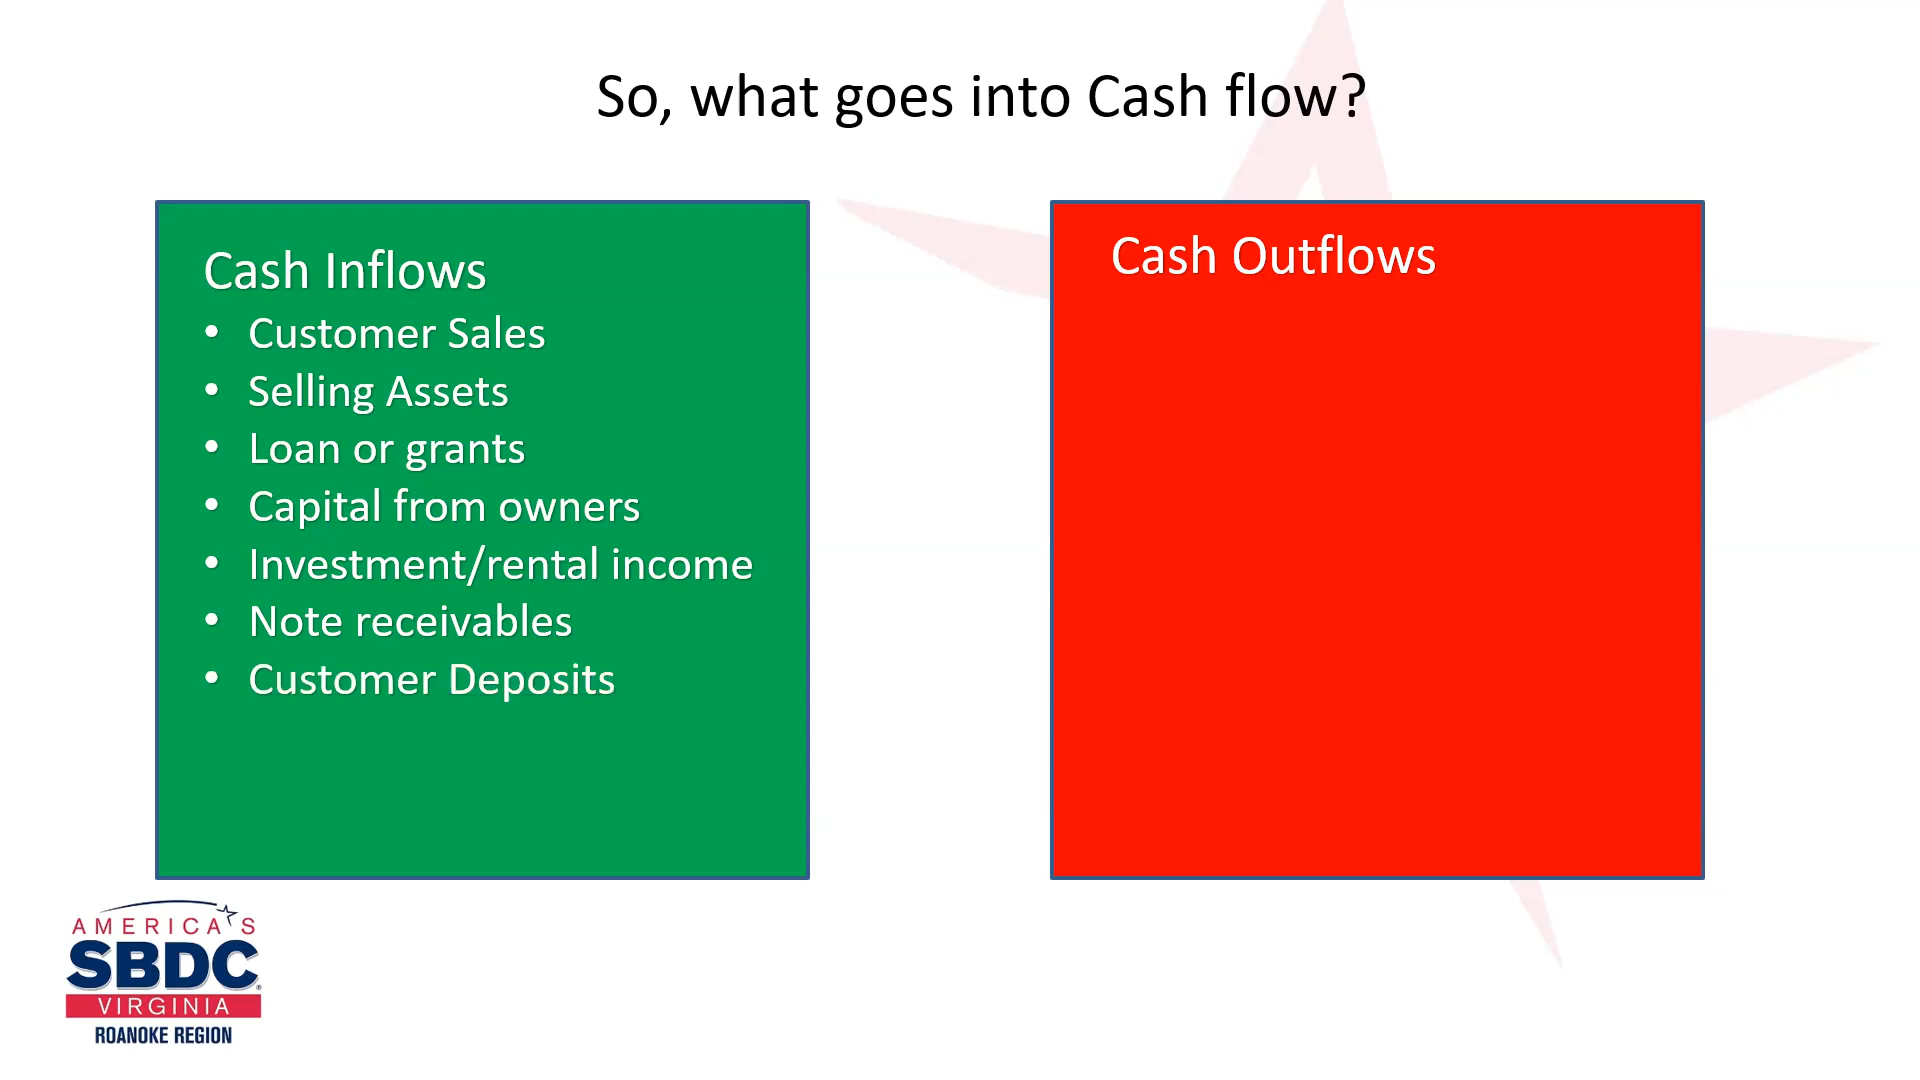 So, what goes into Cash flow?
Cash Inflows
• Customer Sales
• Selling Assets
• Loan or grants
• Capital from owners
• Investment/rental income
• Note receivables
• Customer Deposits
Cash Outflows
AMERICA'S
SBDC®
VIRGINIA
ROANOKE REGION